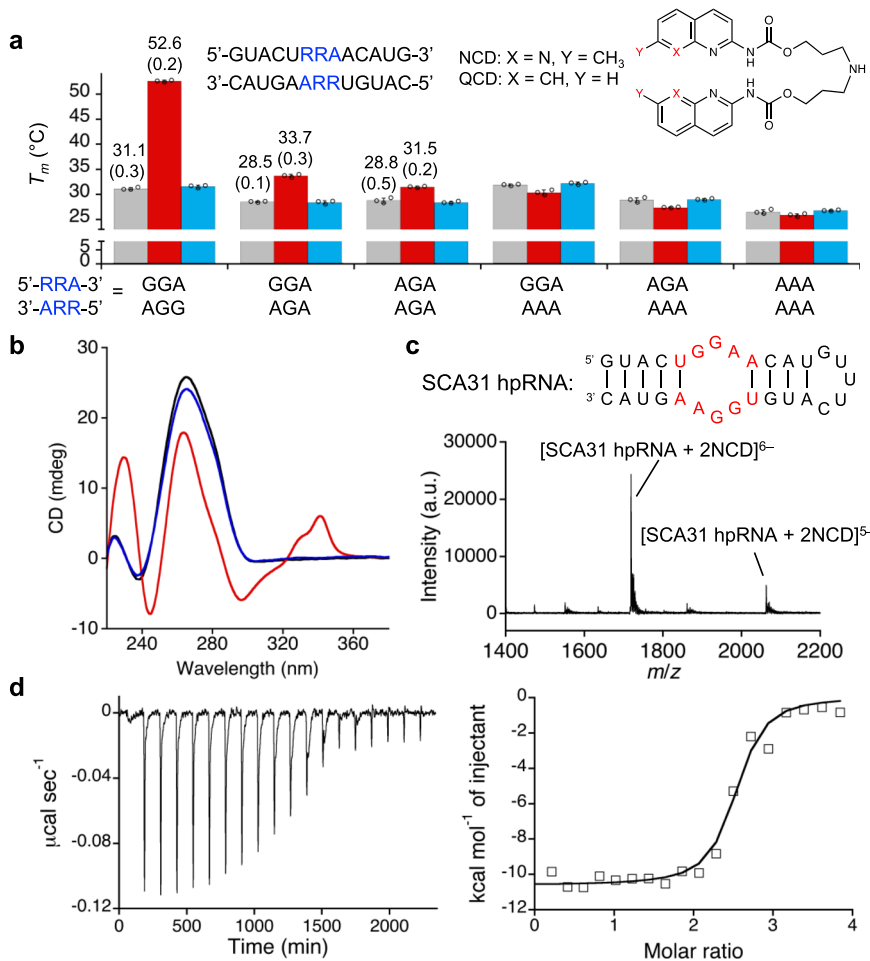 a
52.6
(0.2)
5'-GUACURRAACAUG-3'
3'-CAUGAARRUGUAC-5'
NCD: X = N, Y = CH3
QCD: X = CH, Y = H
Y X N N H O O
NH
Y X N N H O O
Tm (°C)
50
45
40
35
30
25
5
0
31.1
(0.3)
28.5
(0.1)
33.7
(0.3)
28.8
(0.5)
31.5
(0.2)
5'-RRA-3' = GGA GGA AGA GGA AGA AAA
3'-ARR-5' AGG AGA AGA AAA AAA AAA
b
CD (mdeg)
30
20
10
0
-10
240 280 320 360
Wavelength (nm)
c
SCA31 hpRNA:
5' G U A C U G G A A C A U G U U
3' C A U G A A G G U G U A C U
[SCA31 hpRNA + 2NCD]6–
[SCA31 hpRNA + 2NCD]5-
Intensity (a.u.)
30000
20000
10000
0
1400 1600 1800 2000 2200
m/z
d
µcal sec-1
0
-0.04
-0.08
-0.12
0 500 1000 1500 2000
Time (min)
kcal mol-1 of injectant
0
-2
-4
-6
-8
-10
-12
0 1 2 3 4
Molar ratio